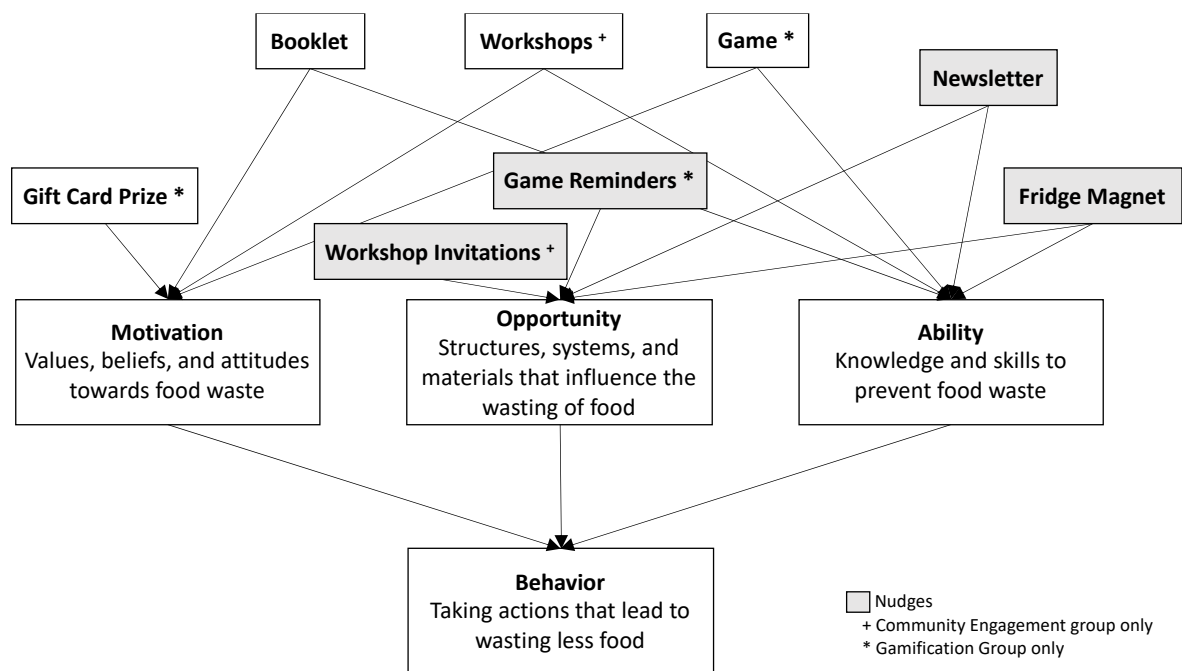 Booklet
Workshops +
Game *
Newsletter
Gift Card Prize *
Game Reminders *
Fridge Magnet
Workshop Invitations +
Motivation
Values, beliefs, and attitudes
towards food waste
Opportunity
Structures, systems, and
materials that influence the
wasting of food
Ability
Knowledge and skills to
prevent food waste
Behavior
Taking actions that lead to
wasting less food
Nudges
+ Community Engagement group only
* Gamification Group only